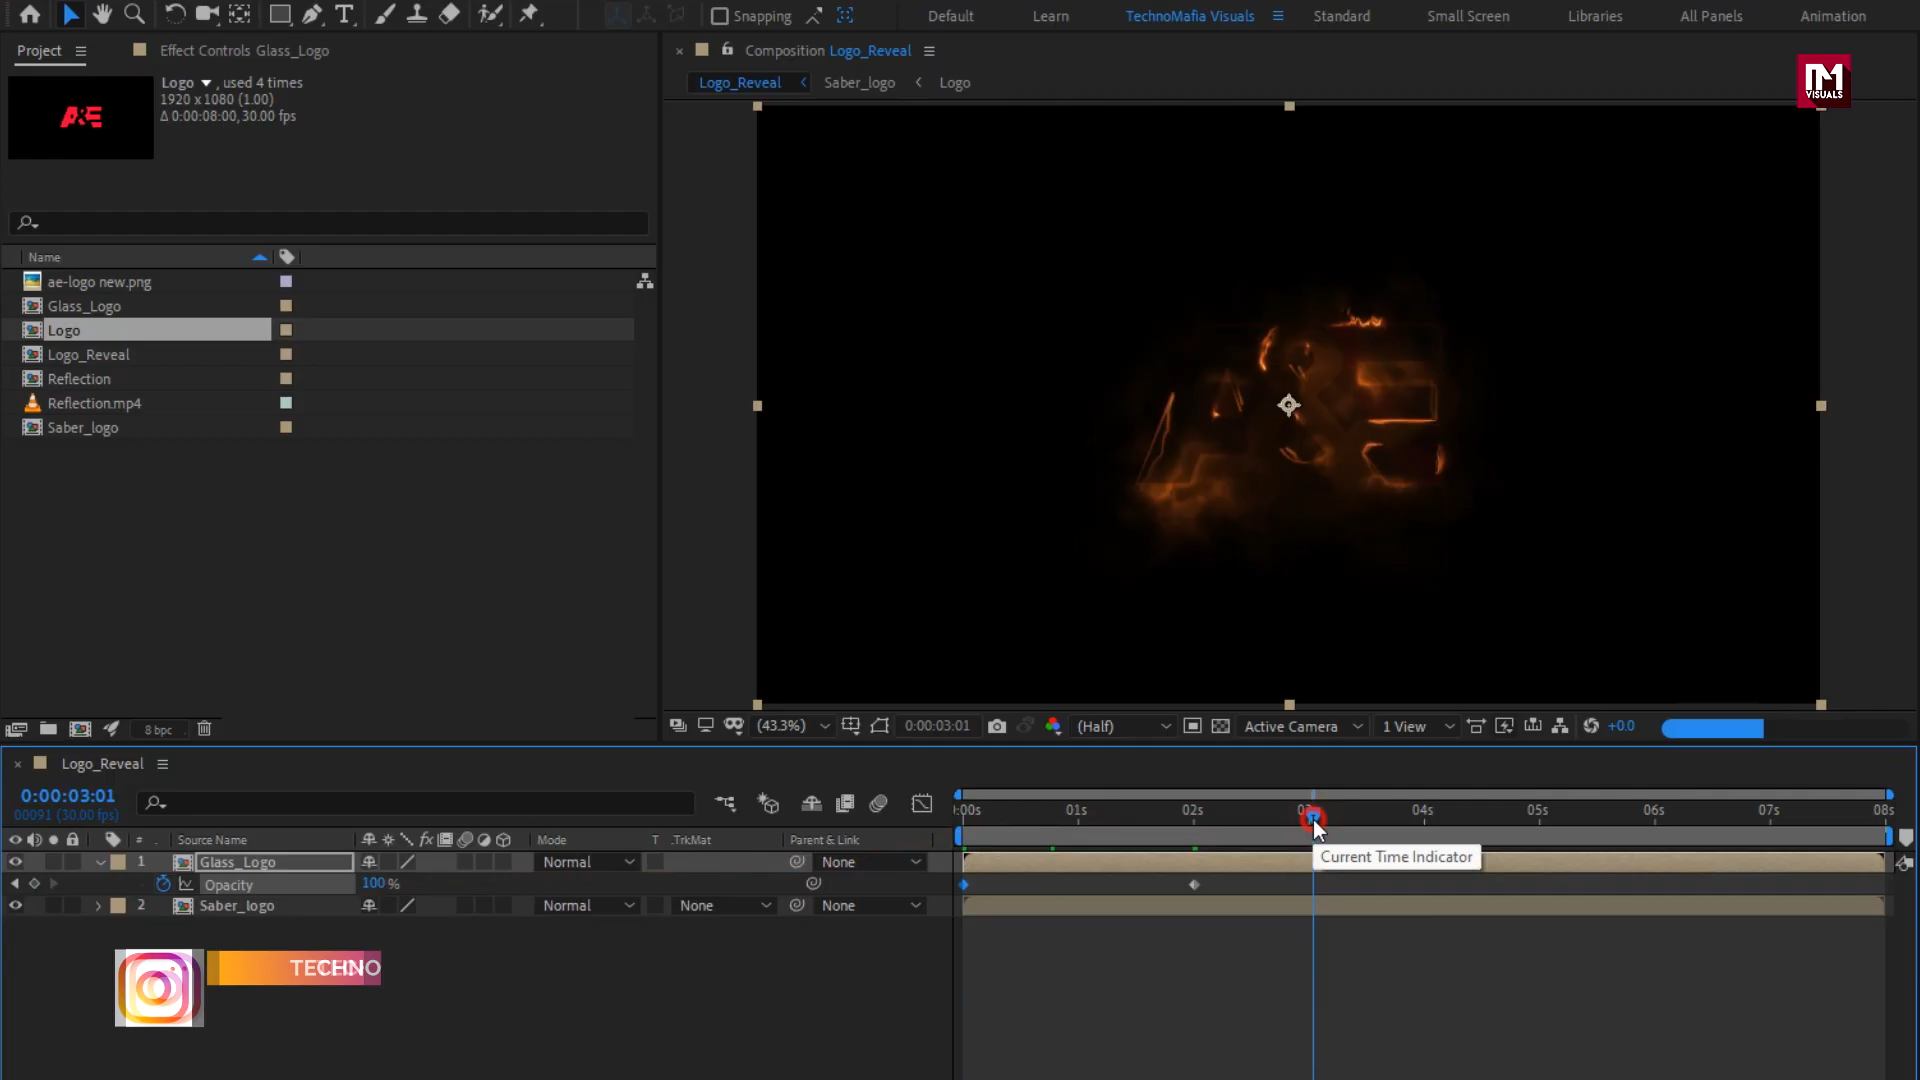 Snapping
Default
Learn
TechnoMafia Visuals
Standard
Small Screen
Libraries
All Panels
Animation
Project
Effect Controls Glass_Logo
Composition Logo_Reveal
Logo , used 4 times
1920 x 1080 (1.00)
Δ 0:00:08:00, 30.00 fps
A&E
Logo_Reveal
Saber_logo
Logo
VISUALS
Name
ae-logo new.png
Glass_Logo
Logo
Logo_Reveal
Reflection
Reflection.mp4
Saber_logo
8 bpc
(43.3%)
0:00:03:01
(Half)
Active Camera
1 View
+0.0
Logo_Reveal
0:00:03:01
00091 (30.00 fps)
:00s
01s
02s
04s
05s
06s
07s
08s
#
Source Name
fx
Mode
T
.TrkMat
Parent & Link
1
Glass_Logo
Normal
None
Current Time Indicator
Opacity
100 %
2
Saber_logo
Normal
None
None
TECHNO